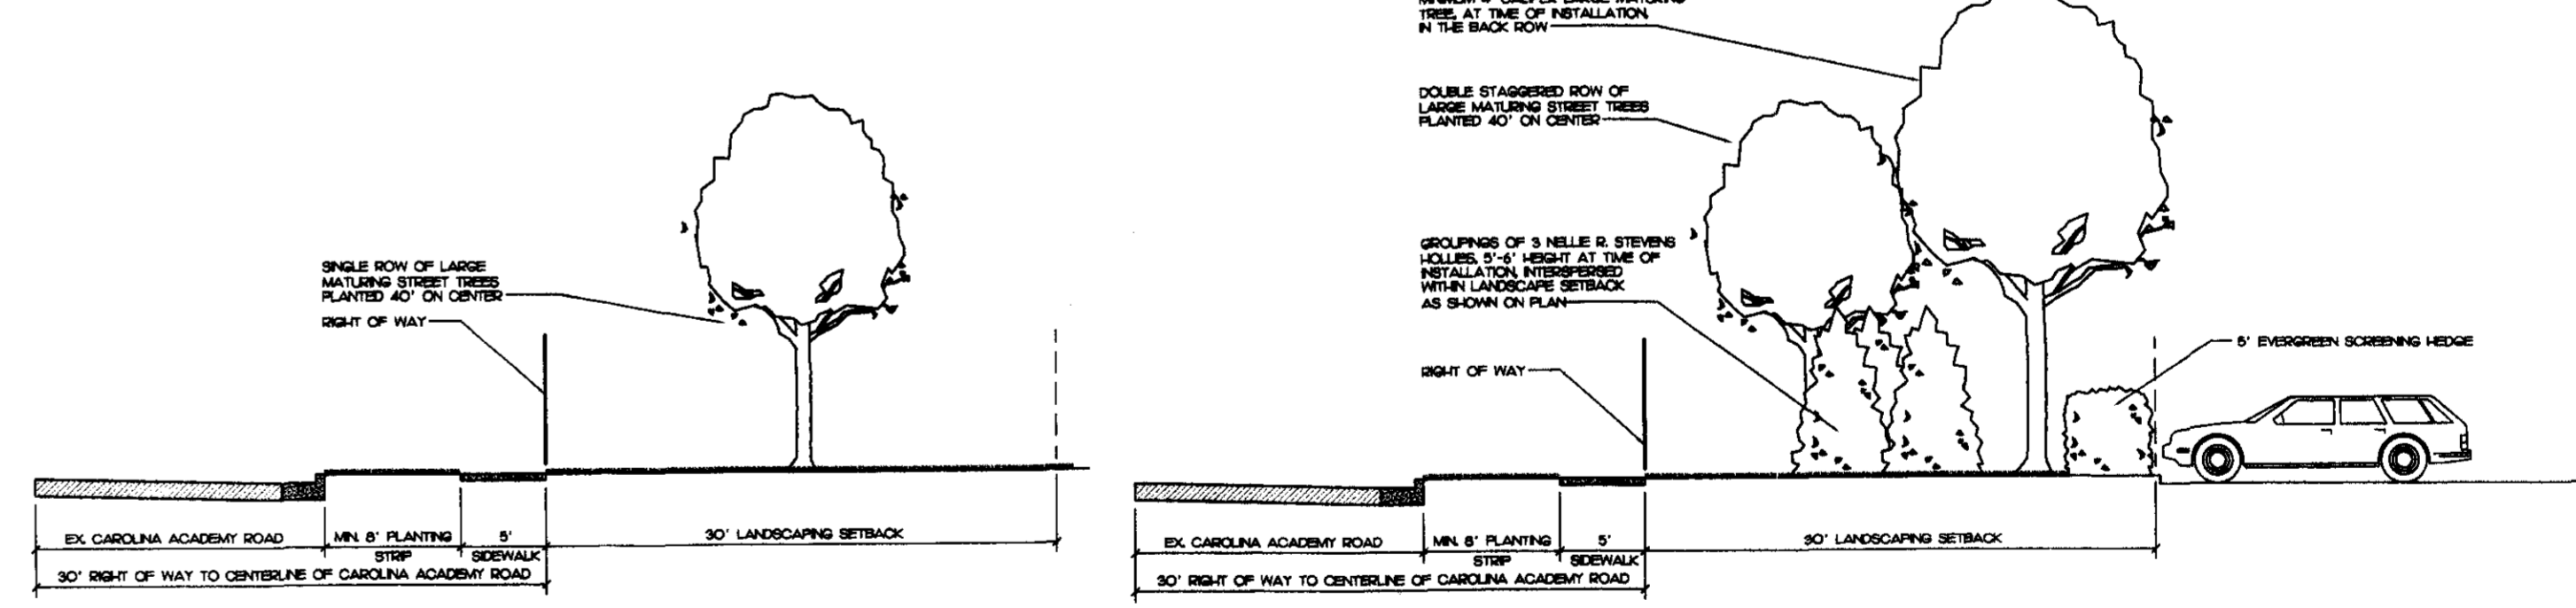 SINGLE ROW OF LARGE
MATURING STREET TREES
PLANTED 40' ON CENTER
RIGHT OF WAY
EX. CAROLINA ACADEMY ROAD
MIN. 8' PLANTING
STRIP
5'
SIDEWALK
30' LANDSCAPING SETBACK
30' RIGHT OF WAY TO CENTERLINE OF CAROLINA ACADEMY ROAD
LARGE MATURING
TREE, AT TIME OF INSTALLATION,
IN THE BACK ROW
DOUBLE STAGGERED ROW OF
LARGE MATURING STREET TREES
PLANTED 40' ON CENTER
GROUPINGS OF 3 NELLIE R. STEVENS
HOLLIES, 5'-6' HEIGHT AT TIME OF
INSTALLATION, INTERSPERSED
WITHIN LANDSCAPE SETBACK
AS SHOWN ON PLAN
RIGHT OF WAY
5' EVERGREEN SCREENING HEDGE
EX. CAROLINA ACADEMY ROAD
MIN. 8' PLANTING
STRIP
5'
SIDEWALK
30' LANDSCAPING SETBACK
30' RIGHT OF WAY TO CENTERLINE OF CAROLINA ACADEMY ROAD